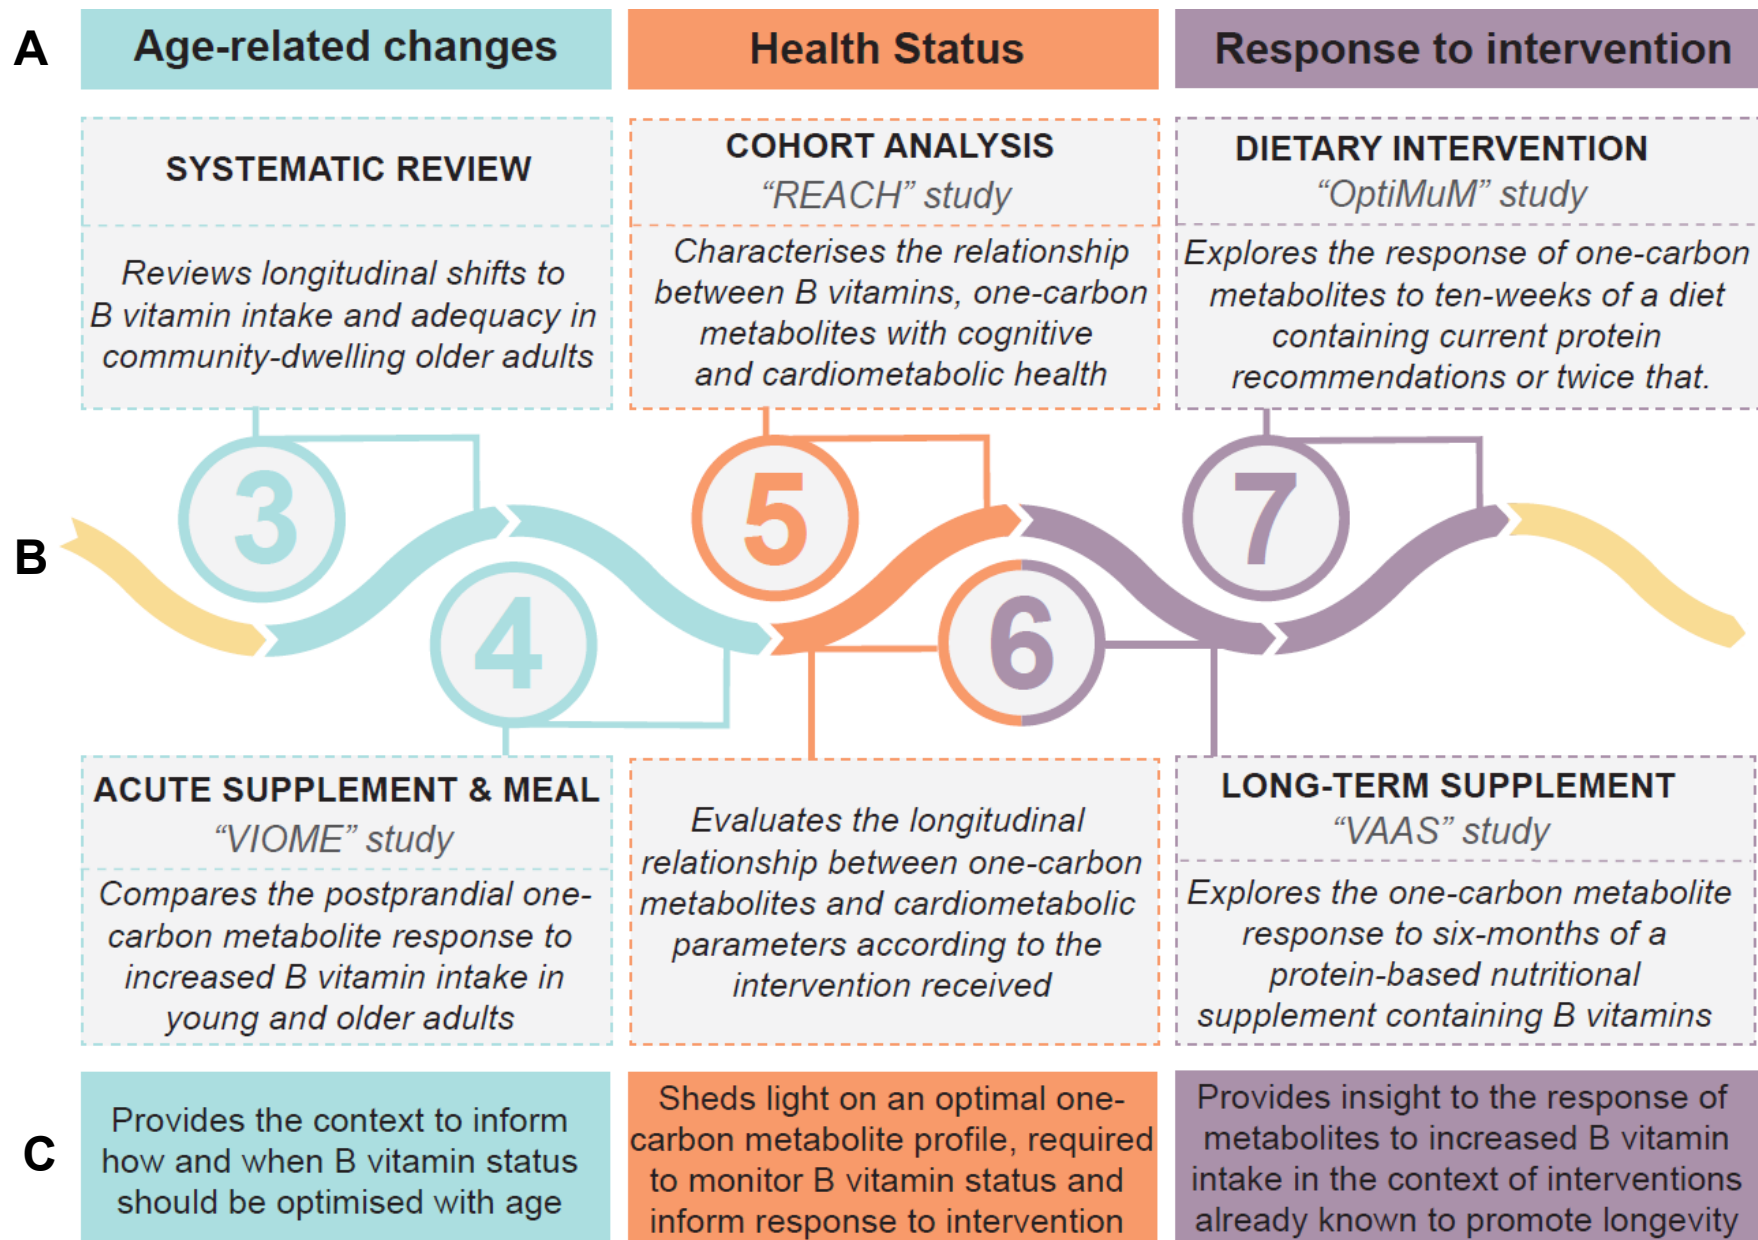 A
Age-related changes
Health Status
Response to intervention
SYSTEMATIC REVIEW
Reviews longitudinal shifts to
B vitamin intake and adequacy in
community-dwelling older adults
COHORT ANALYSIS
“REACH” study
Characterises the relationship
between B vitamins, one-carbon
metabolites with cognitive
and cardiometabolic health
DIETARY INTERVENTION
“OptiMuM” study
Explores the response of one-carbon
metabolites to ten-weeks of a diet
containing current protein
recommendations or twice that.
B
3
5
7
4
6
ACUTE SUPPLEMENT & MEAL
“VIOME” study
Compares the postprandial one-
carbon metabolite response to
increased B vitamin intake in
young and older adults
Evaluates the longitudinal
relationship between one-carbon
metabolites and cardiometabolic
parameters according to the
intervention received
LONG-TERM SUPPLEMENT
“VAAS” study
Explores the one-carbon metabolite
response to six-months of a
protein-based nutritional
supplement containing B vitamins
C
Provides the context to inform
how and when B vitamin status
should be optimised with age
Sheds light on an optimal one-
carbon metabolite profile, required
to monitor B vitamin status and
inform response to intervention
Provides insight to the response of
metabolites to increased B vitamin
intake in the context of interventions
already known to promote longevity